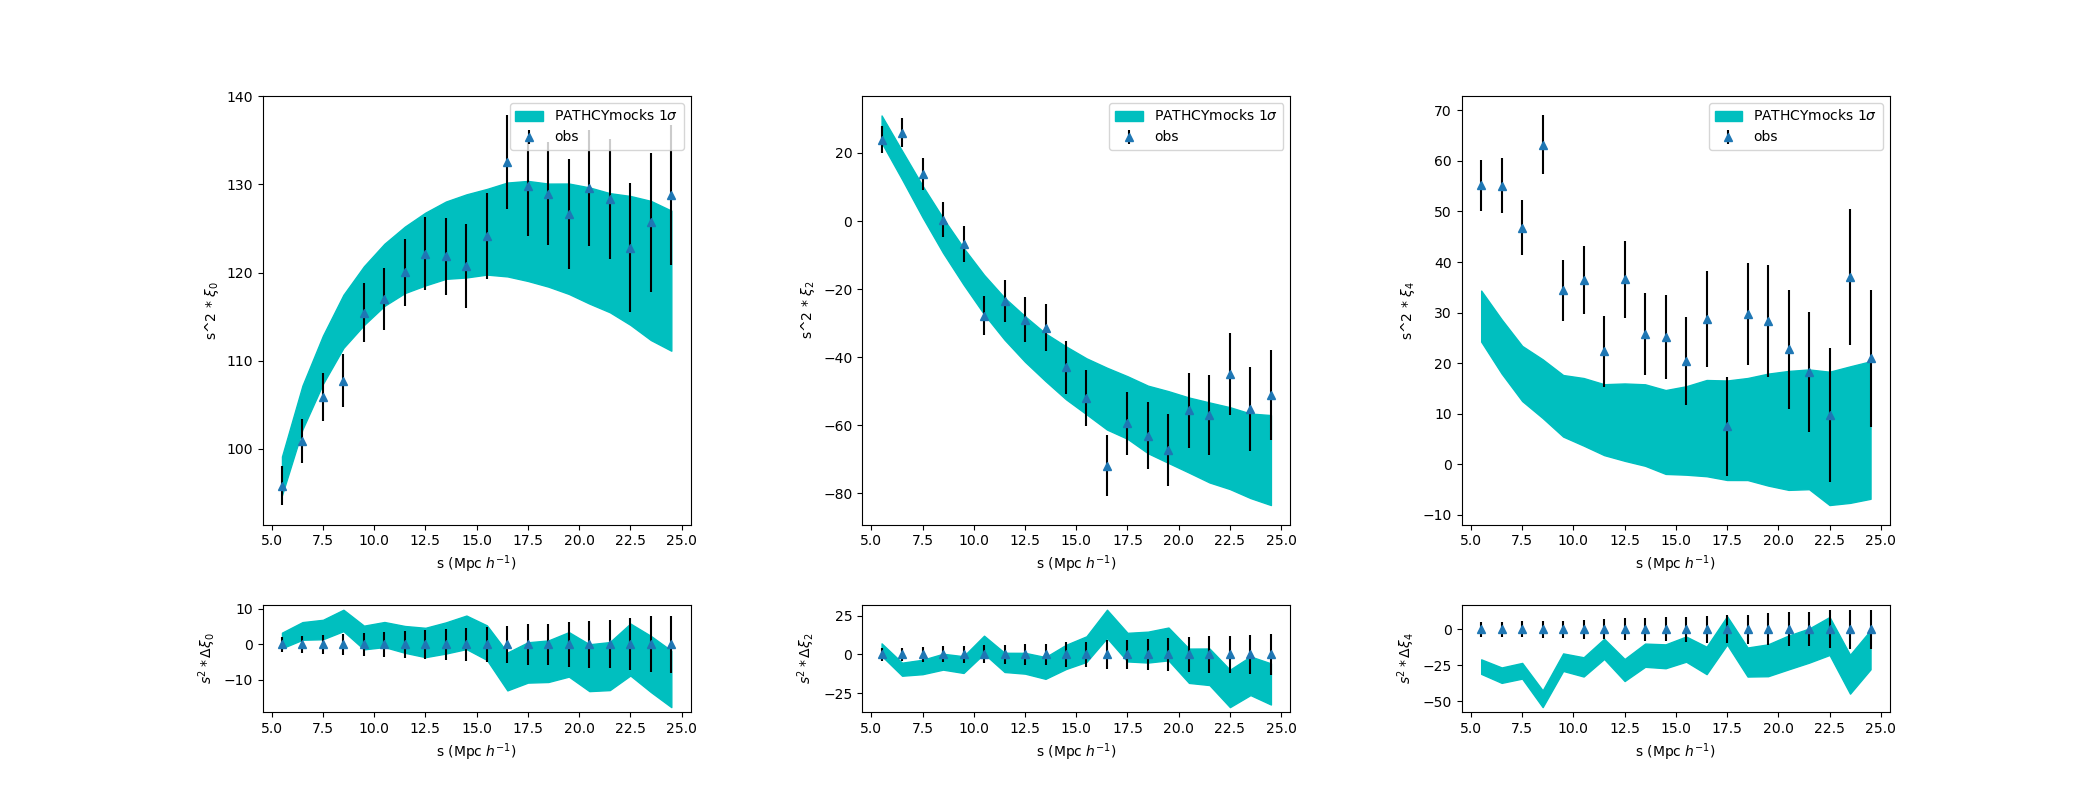 140
130
120
110
100
s^2 * ξ0
PATHCYmocks 1σ
obs
5.0 7.5 10.0 12.5 15.0 17.5 20.0 22.5 25.0
s (Mpc h⁻¹)
20
0
−20
−40
−60
−80
s^2 * ξ2
PATHCYmocks 1σ
obs
5.0 7.5 10.0 12.5 15.0 17.5 20.0 22.5 25.0
s (Mpc h⁻¹)
70
60
50
40
30
20
10
0
−10
s^2 * ξ4
PATHCYmocks 1σ
obs
5.0 7.5 10.0 12.5 15.0 17.5 20.0 22.5 25.0
s (Mpc h⁻¹)
10
0
−10
s² * Δξ0
5.0 7.5 10.0 12.5 15.0 17.5 20.0 22.5 25.0
s (Mpc h⁻¹)
25
0
−25
s² * Δξ2
5.0 7.5 10.0 12.5 15.0 17.5 20.0 22.5 25.0
s (Mpc h⁻¹)
0
−25
−50
s² * Δξ4
5.0 7.5 10.0 12.5 15.0 17.5 20.0 22.5 25.0
s (Mpc h⁻¹)